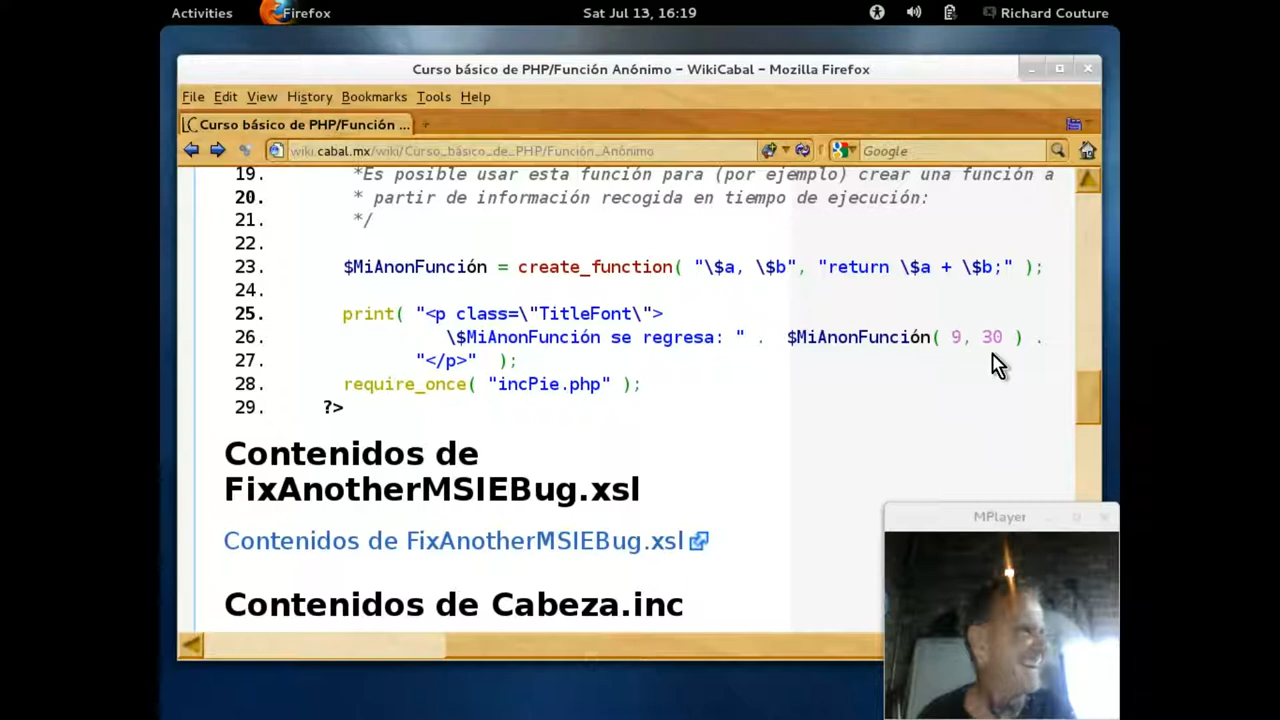 Activities Firefox Sat Jul 13, 16:19 Richard Couture
Curso básico de PHP/Función Anónimo – WikiCabal – Mozilla Firefox
File Edit View History Bookmarks Tools Help
Curso básico de PHP/Función ...
wiki.cabal.mx/wiki/Curso_básico_de_PHP/Función_Anónimo Google
19. *Es posible usar esta función para (por ejemplo) crear una función a
20. * partir de información recogida en tiempo de ejecución:
21. */
22.
23. $MiAnonFunción = create_function( "\$a, \$b", "return \$a + \$b;" );
24.
25. print( "<p class=\"TitleFont\">
26. \$MiAnonFunción se regresa: " . $MiAnonFunción( 9, 30 ) .
27. "</p>" );
28. require_once( "incPie.php" );
29. ?>
Contenidos de
FixAnotherMSIEBug.xsl
Contenidos de FixAnotherMSIEBug.xsl
Contenidos de Cabeza.inc
MPlayer